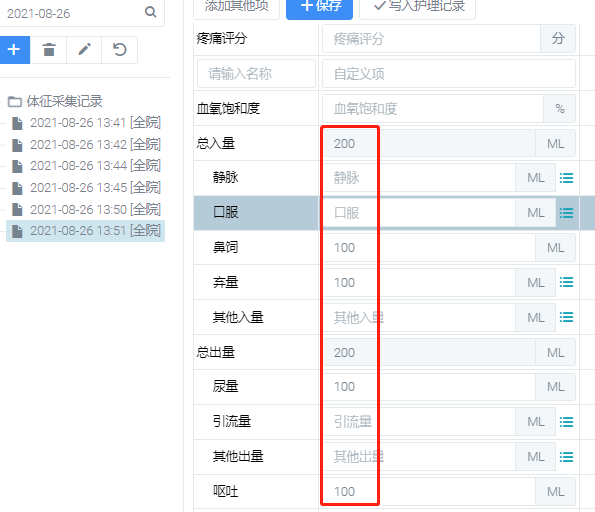 2021-08-26
体征采集记录
2021-08-26 13:41 [全院]
2021-08-26 13:42 [全院]
2021-08-26 13:44 [全院]
2021-08-26 13:45 [全院]
2021-08-26 13:50 [全院]
2021-08-26 13:51 [全院]
添加其他项 保存 写入护理记录
疼痛评分 疼痛评分 分
请输入名称 自定义项
血氧饱和度 血氧饱和度 %
总入量 200 ML
静脉 静脉 ML
口服 口服 ML
鼻饲 100 ML
弃量 100 ML
其他入量 其他入量 ML
总出量 200 ML
尿量 100 ML
引流量 引流量 ML
其他出量 其他出量 ML
呕吐 100 ML